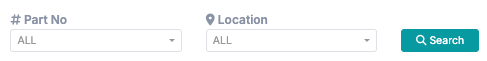 # Part No
Location
ALL
ALL
Search